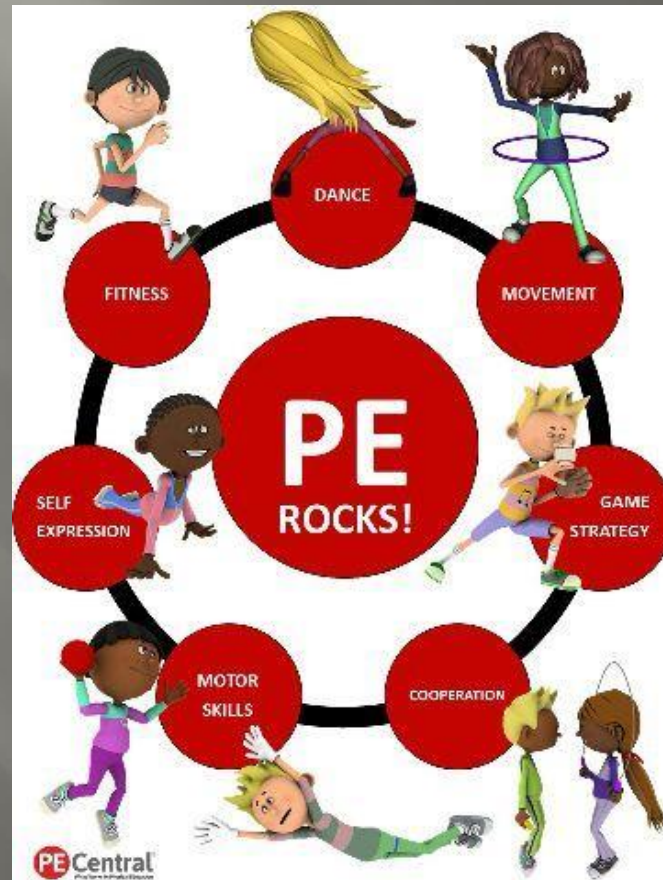 DANCE
MOVEMENT
GAME
STRATEGY
COOPERATION
MOTOR
SKILLS
SELF
EXPRESSION
FITNESS
PE
ROCKS!
PE Central